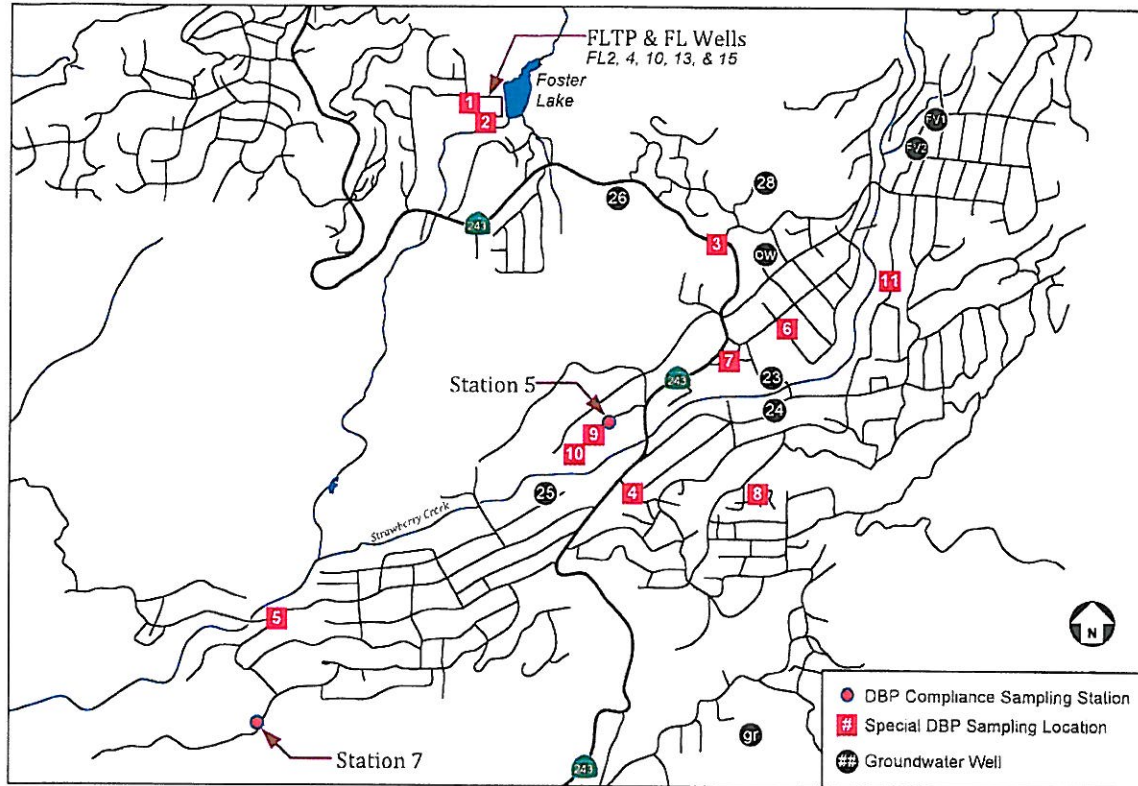 FLTP & FL Wells
FL2, 4, 10, 13, & 15
Foster
Lake
1
2
FV1
FV2
28
26
243
3
OW
11
6
7
23
243
Station 5
24
9
10
25
4
8
Strawberry Creek
5
N
gr
Station 7
243
DBP Compliance Sampling Station
# Special DBP Sampling Location
## Groundwater Well